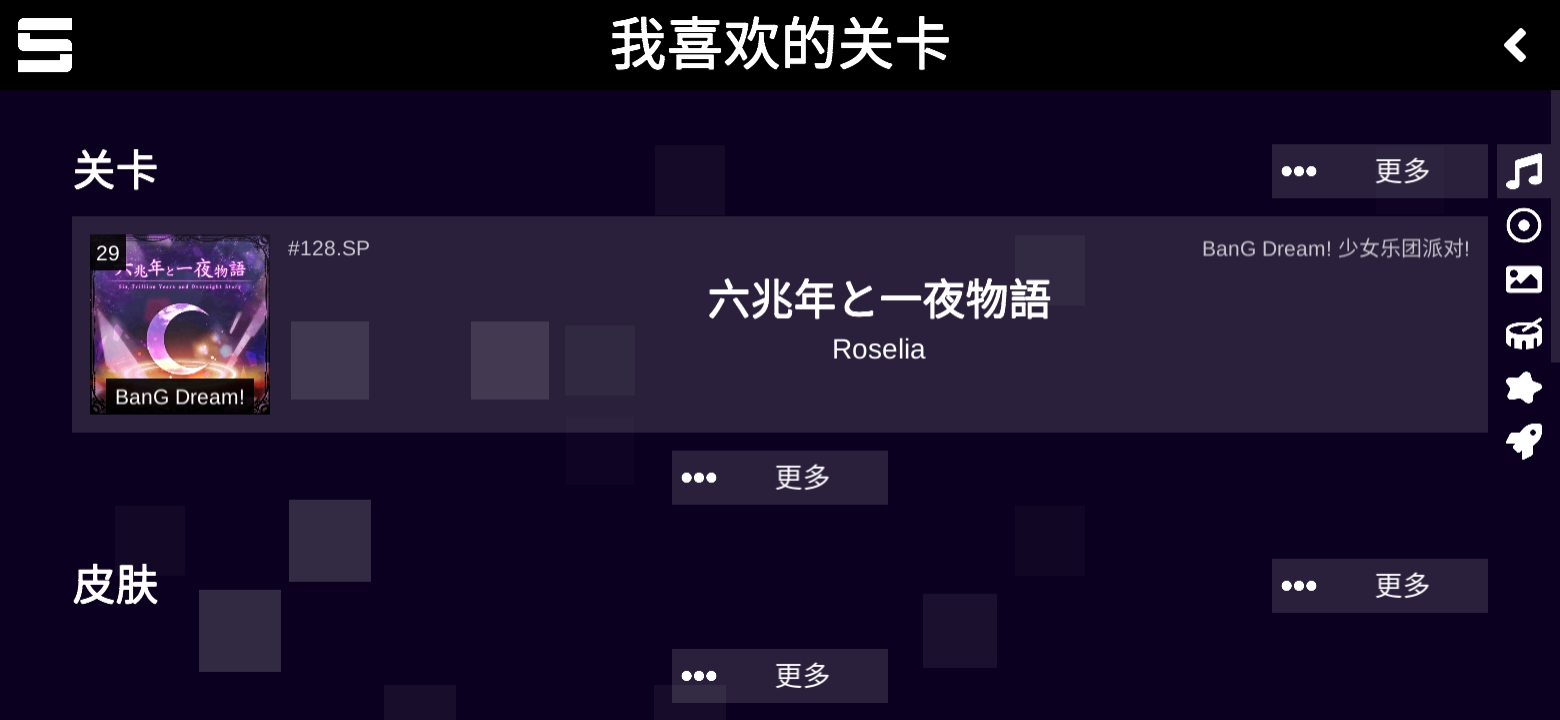 我喜欢的关卡
关卡
更多
29
#128.SP
BanG Dream! 少女乐团派对!
六兆年と一夜物語
Six Trillion Years and Overnight Story
BanG Dream!
六兆年と一夜物語
Roselia
更多
皮肤
更多
更多